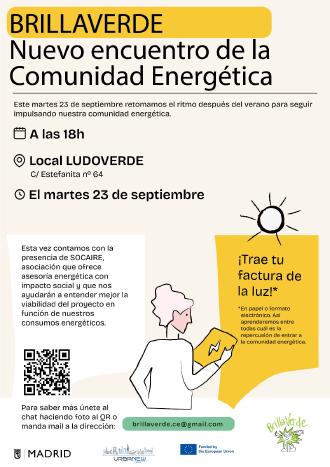 BRILLAVERDE
Nuevo encuentro de la
Comunidad Energética
Este martes 23 de septiembre retomamos el ritmo después del verano para seguir
impulsando nuestra comunidad energética.
A las 18h
Local LUDOVERDE
C/ Estefanita nº 64
El martes 23 de septiembre
Esta vez contamos con la
presencia de SOCAIRE,
asociación que ofrece
asesoría energética con
impacto social y que nos
ayudarán a entender mejor la
viabilidad del proyecto en
función de nuestros
consumos energéticos.
¡Trae tu
factura de
la luz!*
*En papel o formato
electrónico. Así
aprenderemos entre
todas cuál es la
repercusión de entrar a
la comunidad energética.
Para saber más únete al
chat haciendo foto al QR o
manda mail a la dirección:
brillaverde.ce@gmail.com
MADRID
URBANEW
Funded by
the European Union
BrillaVerde